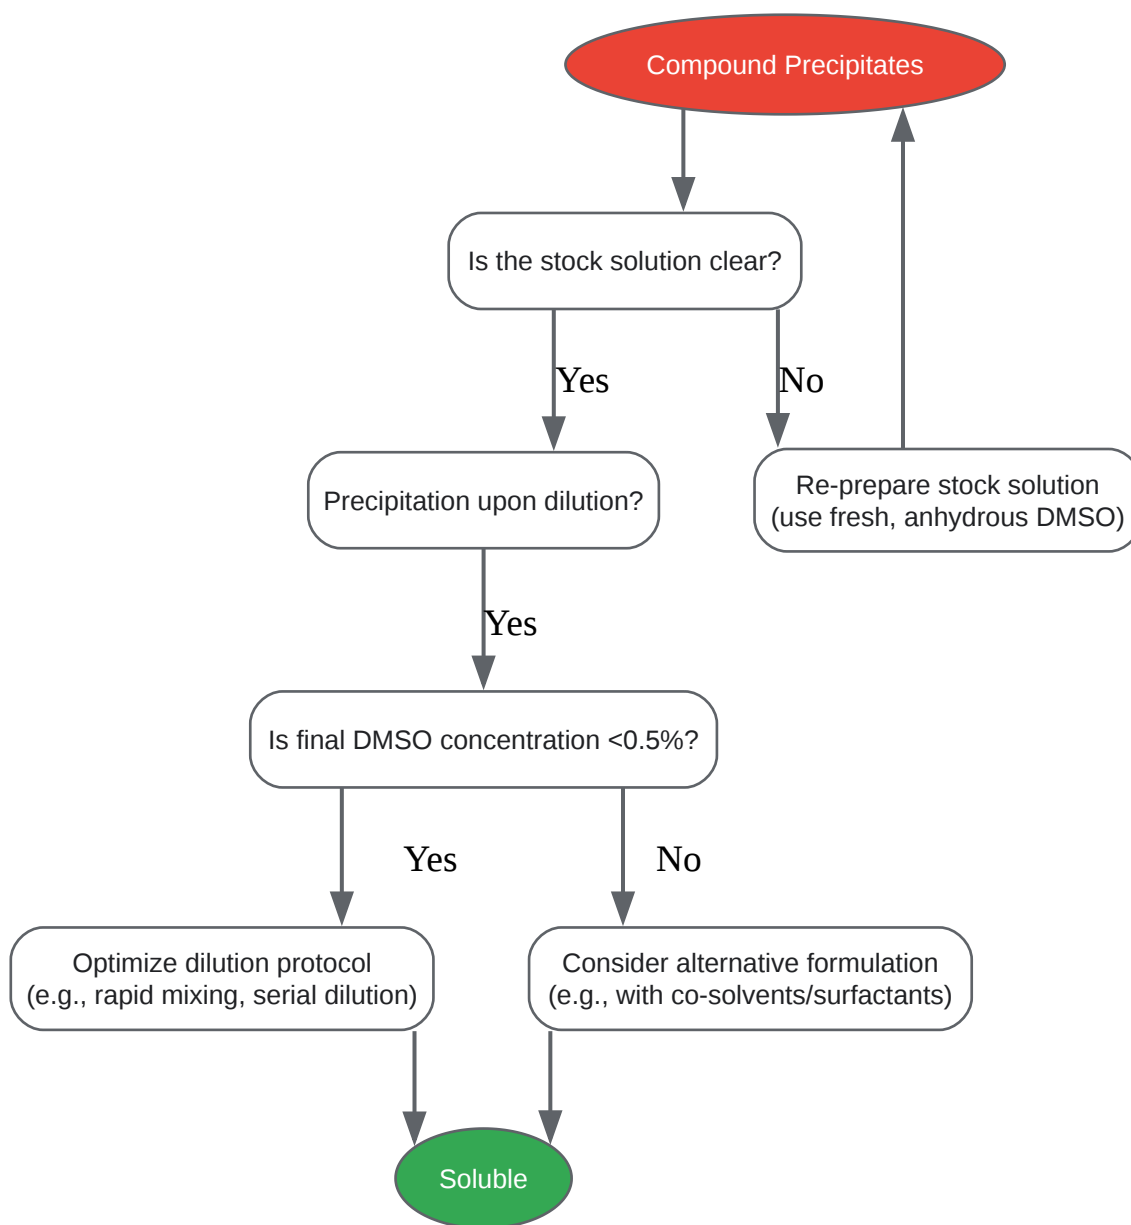 Compound Precipitates
Is the stock solution clear?
Yes
No
Precipitation upon dilution?
Re-prepare stock solution
(use fresh, anhydrous DMSO)
Yes
Is final DMSO concentration <0.5%?
Yes
No
Optimize dilution protocol
(e.g., rapid mixing, serial dilution)
Consider alternative formulation
(e.g., with co-solvents/surfactants)
Soluble